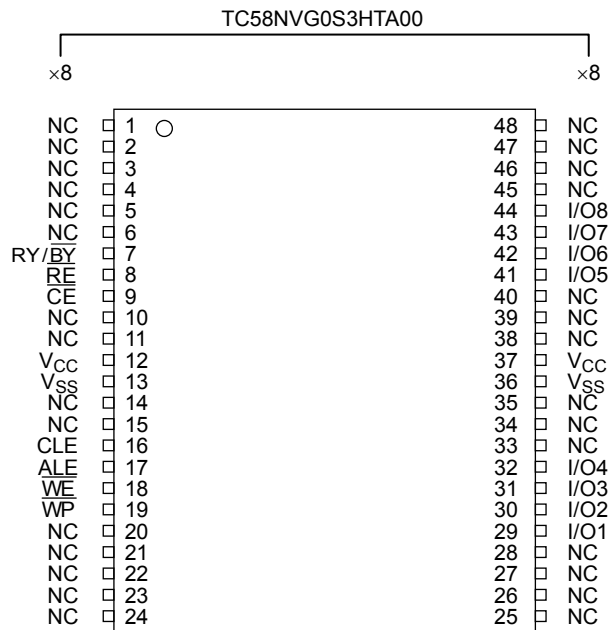 TC58NVG0S3HTA00
×8 ×8
NC 1 48 NC
NC 2 47 NC
NC 3 46 NC
NC 4 45 NC
NC 5 44 I/O8
NC 6 43 I/O7
RY/B̅Y̅ 7 42 I/O6
R̅E̅ 8 41 I/O5
C̅E̅ 9 40 NC
NC 10 39 NC
NC 11 38 NC
VCC 12 37 VCC
VSS 13 36 VSS
NC 14 35 NC
NC 15 34 NC
CLE 16 33 NC
ALE 17 32 I/O4
W̅E̅ 18 31 I/O3
W̅P̅ 19 30 I/O2
NC 20 29 I/O1
NC 21 28 NC
NC 22 27 NC
NC 23 26 NC
NC 24 25 NC